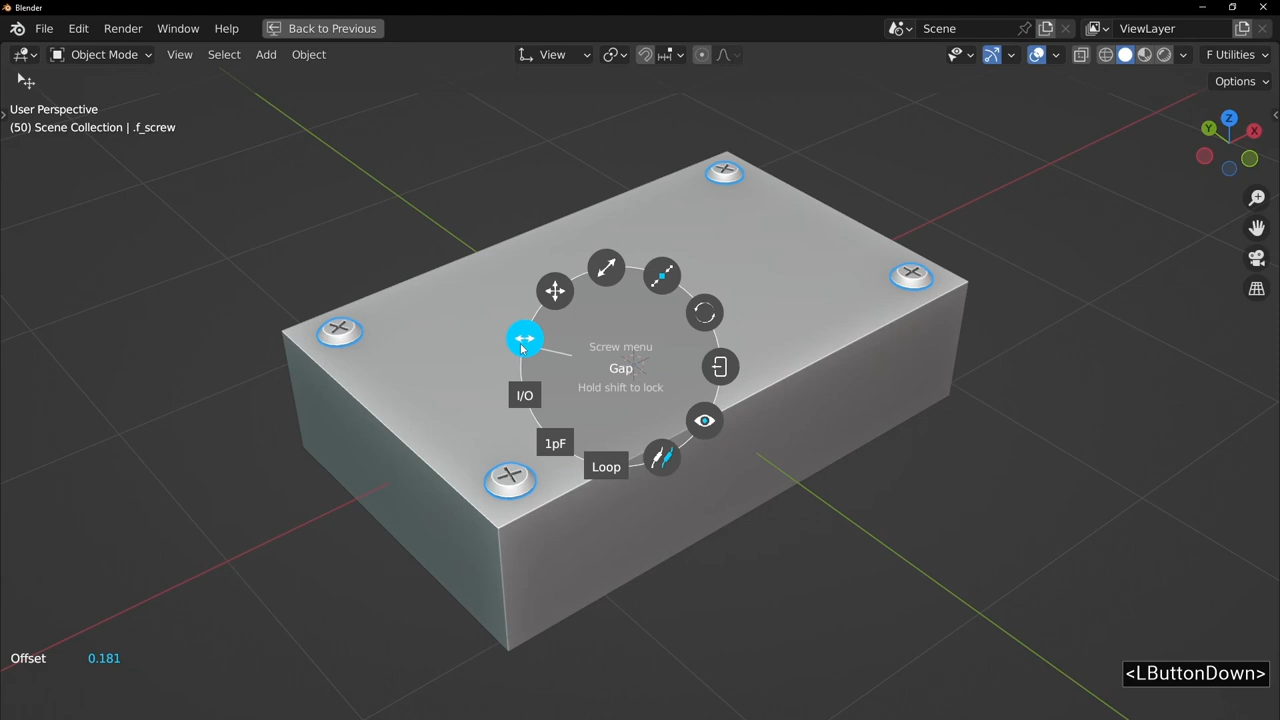 Blender
File Edit Render Window Help Back to Previous Scene ViewLayer
Object Mode View Select Add Object View F Utilities
Options
User Perspective
(50) Scene Collection | .f_screw
Z
Y
X
Screw menu
Gap
Hold shift to lock
I/O
1pF
Loop
Offset 0.181
<LButtonDown>